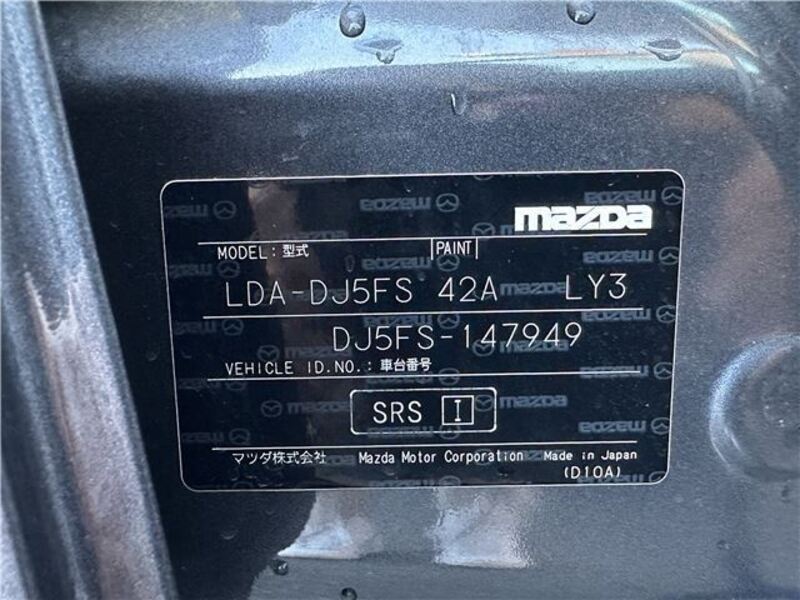 mazda
MODEL：型式 PAINT
LDA-DJ5FS 42A LY3
DJ5FS-147949
VEHICLE ID.NO.：車台番号
SRS I
マツダ株式会社 Mazda Motor Corporation Made in Japan
(D10A)